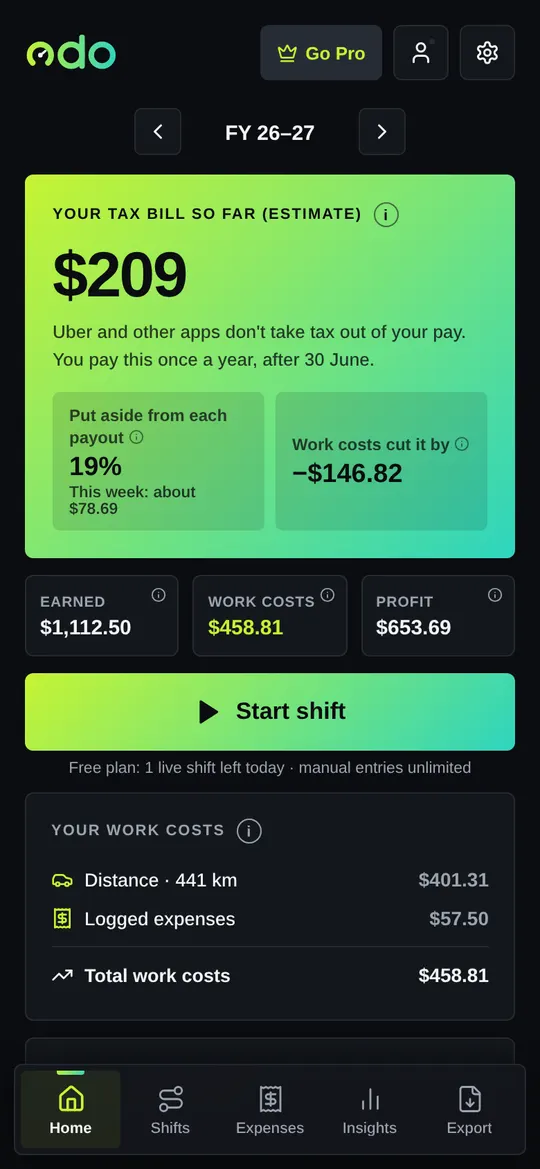 odo
Go Pro
FY 26–27
YOUR TAX BILL SO FAR (ESTIMATE)
$209
Uber and other apps don't take tax out of your pay.
You pay this once a year, after 30 June.
Put aside from each
payout
19%
This week: about
$78.69
Work costs cut it by
−$146.82
EARNED
$1,112.50
WORK COSTS
$458.81
PROFIT
$653.69
Start shift
Free plan: 1 live shift left today · manual entries unlimited
YOUR WORK COSTS
Distance · 441 km
$401.31
Logged expenses
$57.50
Total work costs
$458.81
Home
Shifts
Expenses
Insights
Export